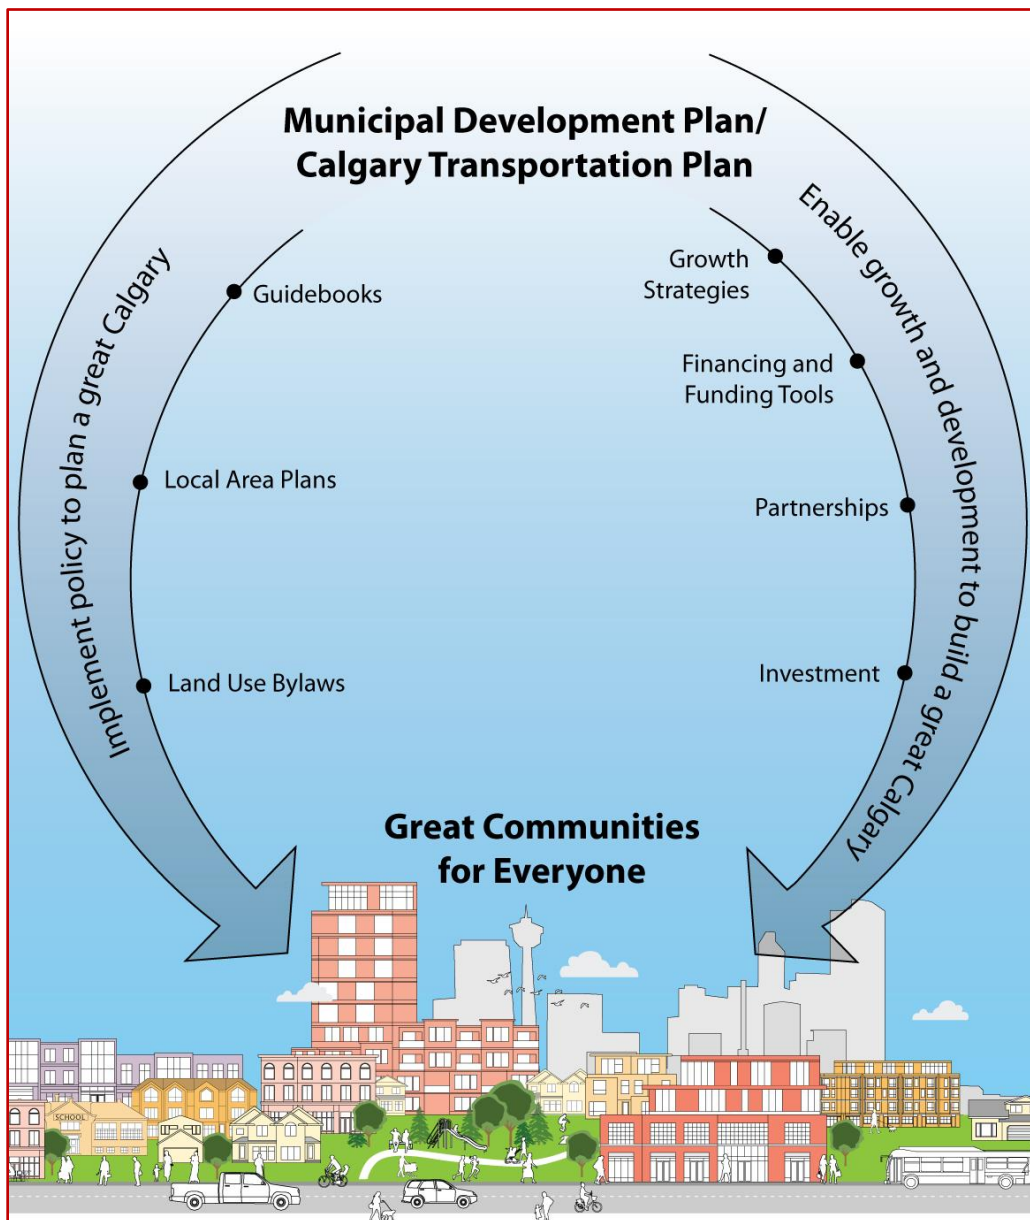 Municipal Development Plan/
Calgary Transportation Plan
Implement policy to plan a great Calgary
Guidebooks
Local Area Plans
Land Use Bylaws
Enable growth and development to build a great Calgary
Growth
Strategies
Financing and
Funding Tools
Partnerships
Investment
Great Communities
for Everyone
SCHOOL